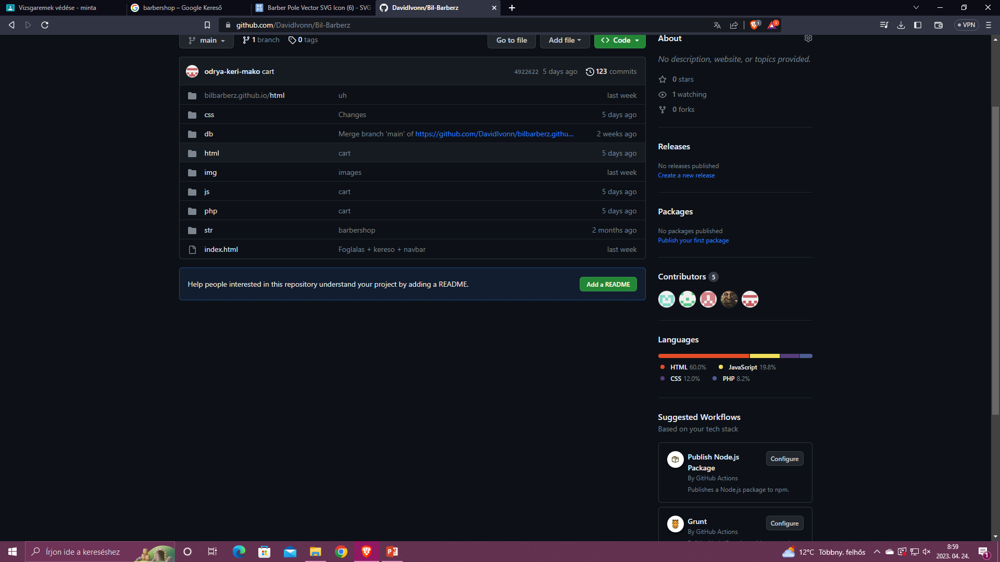 Vizsgaremek védése - minta
barbershop – Google Kereső
Barber Pole Vector SVG Icon (6) - SVG
DavidIvonn/Bil-Barberz
github.com/DavidIvonn/Bil-Barberz
1
1
VPN
main
1 branch
0 tags
Go to file
Add file
Code
odrya-keri-mako cart
4922622 5 days ago
123 commits
bilbarberz.github.io/html
uh
last week
css
Changes
5 days ago
db
Merge branch 'main' of https://github.com/DavidIvonn/bilbarberz.githu...
2 weeks ago
html
cart
5 days ago
img
images
last week
js
cart
5 days ago
php
cart
5 days ago
str
barbershop
2 months ago
index.html
Foglalas + kereso + navbar
last week
Help people interested in this repository understand your project by adding a README.
Add a README
About
No description, website, or topics provided.
0 stars
1 watching
0 forks
Releases
No releases published
Create a new release
Packages
No packages published
Publish your first package
Contributors 5
Languages
HTML 60.0%
JavaScript 19.8%
CSS 12.0%
PHP 8.2%
Suggested Workflows
Based on your tech stack
Publish Node.js
Package
Configure
By GitHub Actions
Publishes a Node.js package to npm.
Grunt
Configure
By GitHub Actions
Írjon ide a kereséshez
12°C Többny. felhős
8:59
2023. 04. 24.
1